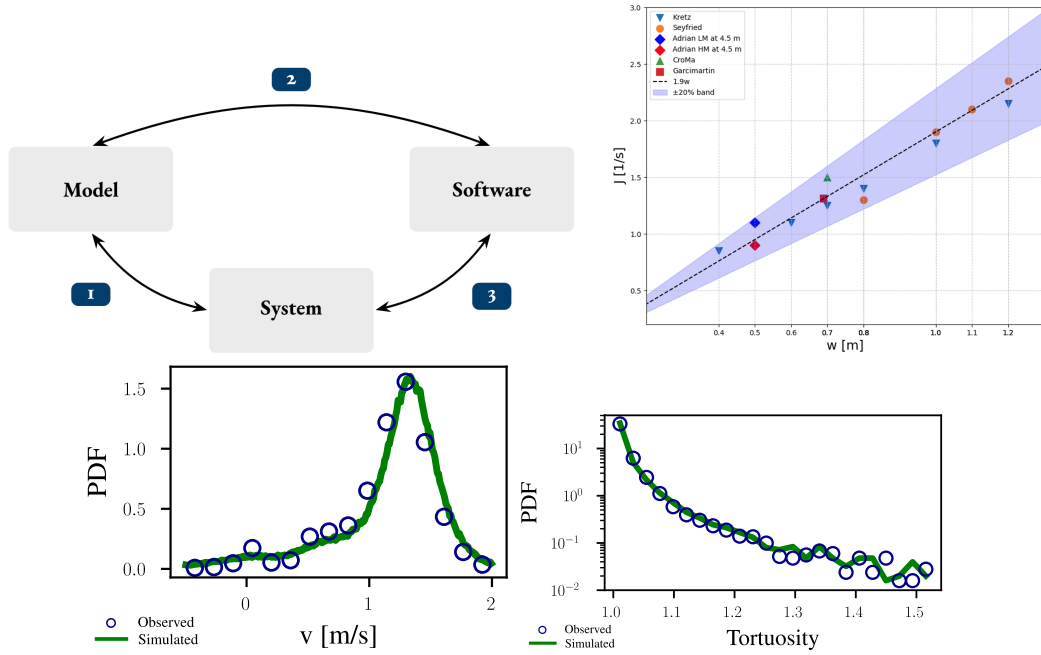 2
Model
Software
1
3
System
Kretz
Seyfried
Adrian LM at 4.5 m
Adrian HM at 4.5 m
CroMa
Garcimartin
1.9w
±20% band
3.0
2.5
2.0
1.5
1.0
0.5
J [1/s]
0.4 0.5 0.6 0.7 0.8 1.0 1.1 1.2
w [m]
1.5
1.0
0.5
0.0
PDF
0 1 2
v [m/s]
Observed
Simulated
10¹
10⁰
10⁻¹
10⁻²
PDF
1.0 1.1 1.2 1.3 1.4 1.5
Tortuosity
Observed
Simulated